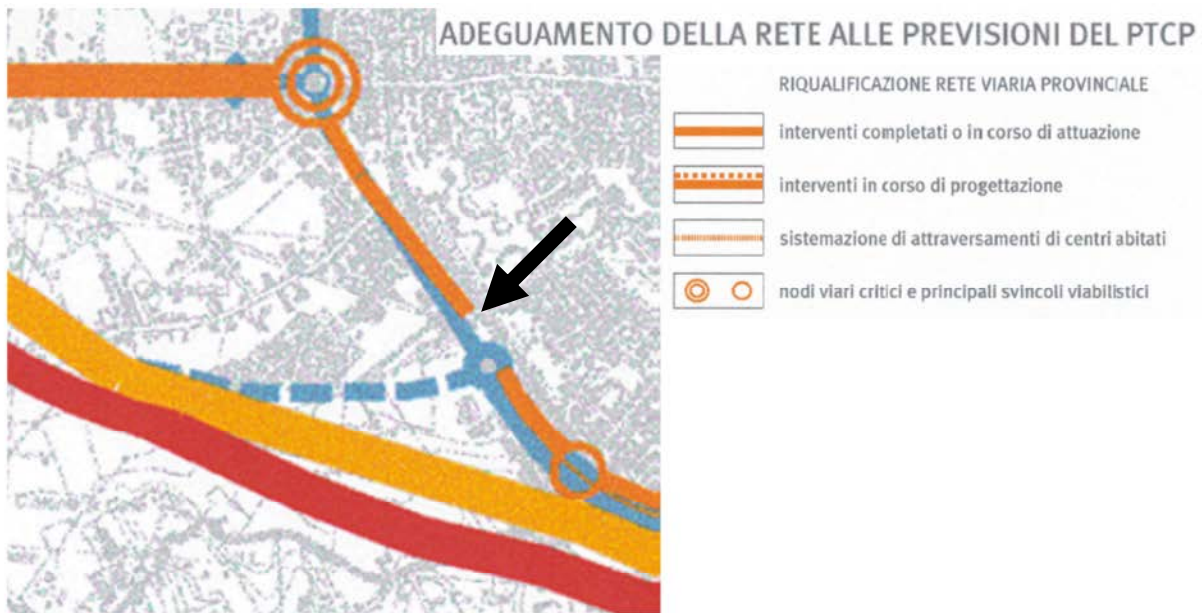 ADEGUAMENTO DELLA RETE ALLE PREVISIONI DEL PTCP
RIQUALIFICAZIONE RETE VIARIA PROVINCIALE
interventi completati o in corso di attuazione
interventi in corso di progettazione
sistemazione di attraversamenti di centri abitati
nodi viari critici e principali svincoli viabilistici